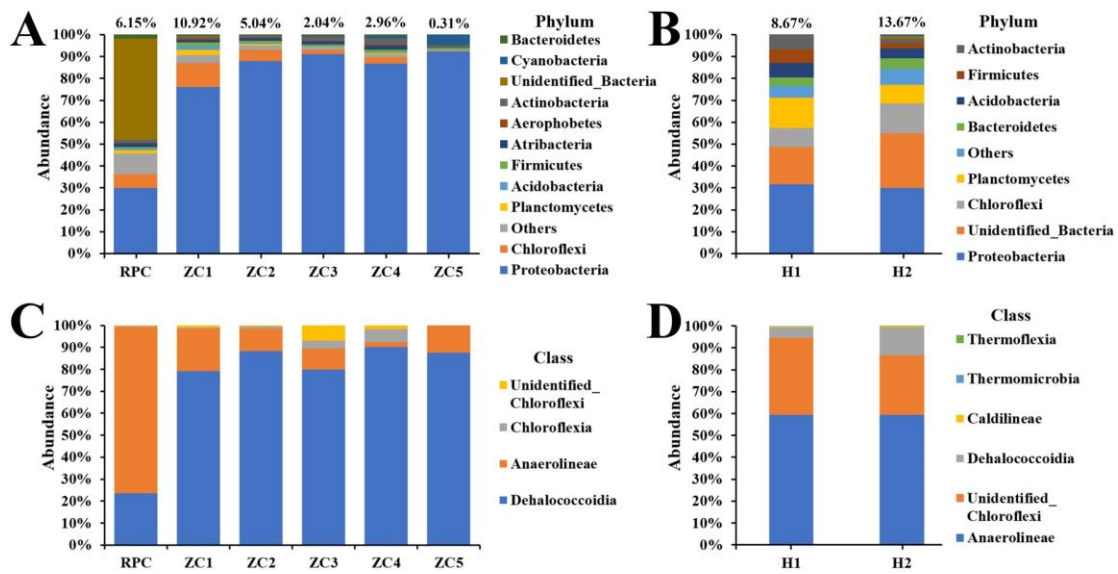 A
6.15% 10.92% 5.04% 2.04% 2.96% 0.31%
Phylum
Abundance
100%
90%
80%
70%
60%
50%
40%
30%
20%
10%
0%
RPC ZC1 ZC2 ZC3 ZC4 ZC5
Bacteroidetes
Cyanobacteria
Unidentified_Bacteria
Actinobacteria
Aerophobetes
Atribacteria
Firmicutes
Acidobacteria
Planctomycetes
Others
Chloroflexi
Proteobacteria
B
8.67% 13.67%
Phylum
Abundance
100%
90%
80%
70%
60%
50%
40%
30%
20%
10%
0%
H1 H2
Actinobacteria
Firmicutes
Acidobacteria
Bacteroidetes
Others
Planctomycetes
Chloroflexi
Unidentified_Bacteria
Proteobacteria
C
Abundance
100%
90%
80%
70%
60%
50%
40%
30%
20%
10%
0%
RPC ZC1 ZC2 ZC3 ZC4 ZC5
Class
Unidentified_
Chloroflexi
Chloroflexia
Anaerolineae
Dehalococcoidia
D
Abundance
100%
90%
80%
70%
60%
50%
40%
30%
20%
10%
0%
H1 H2
Class
Thermoflexia
Thermomicrobia
Caldilineae
Dehalococcoidia
Unidentified_
Chloroflexi
Anaerolineae